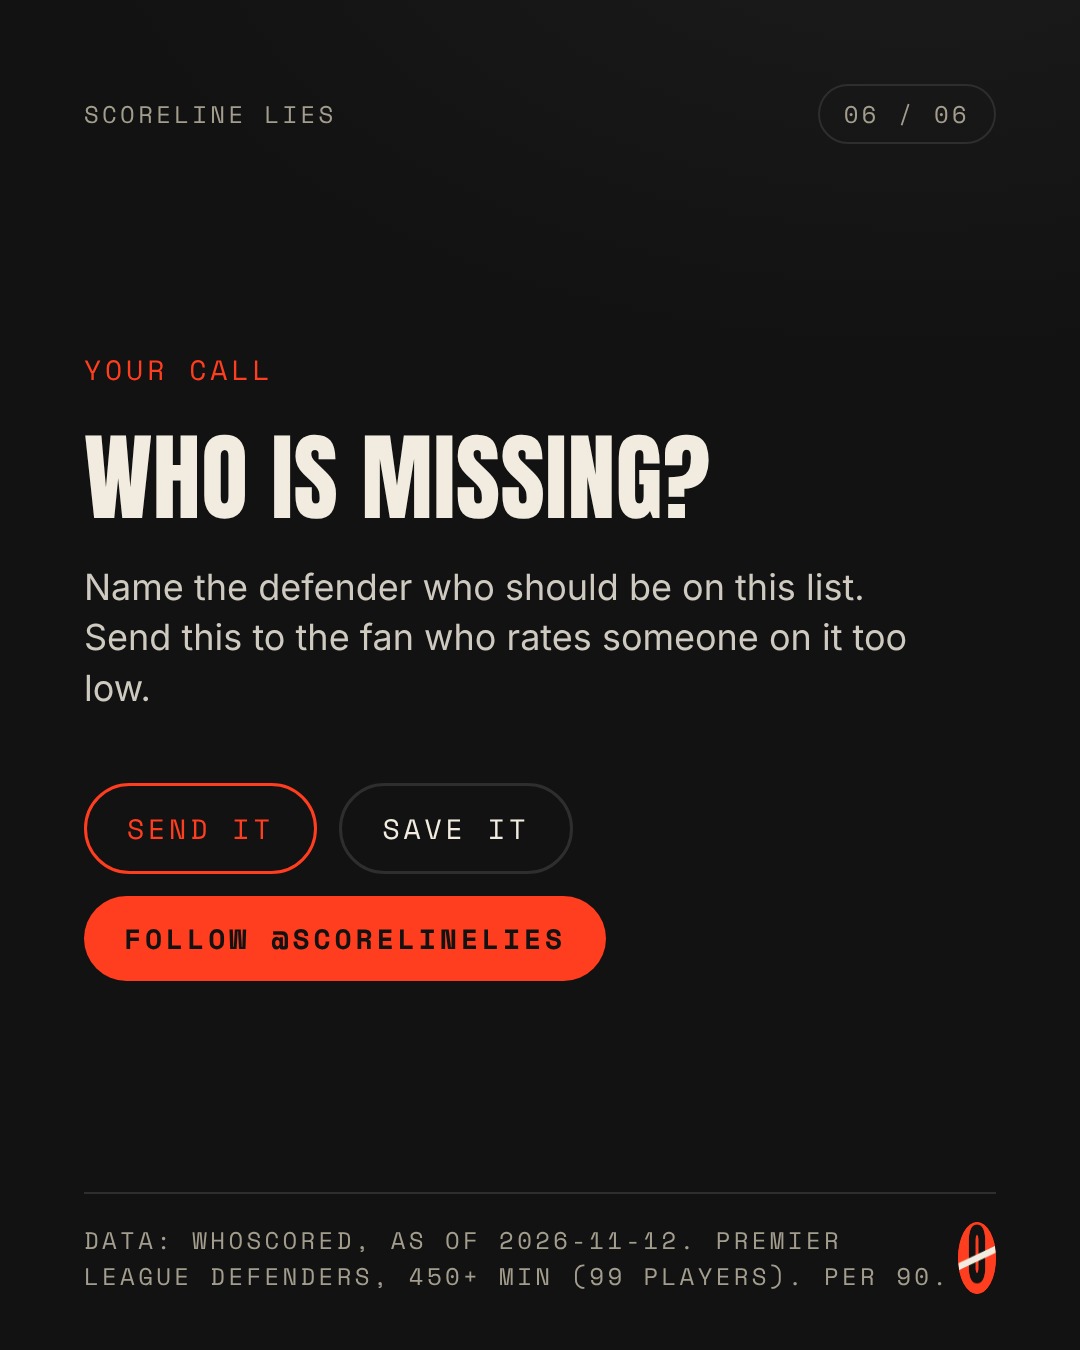 SCORELINE LIES
06 / 06
YOUR CALL
WHO IS MISSING?
Name the defender who should be on this list.
Send this to the fan who rates someone on it too
low.
SEND IT
SAVE IT
FOLLOW @SCORELINELIES
DATA: WHOSCORED, AS OF 2026-11-12. PREMIER
LEAGUE DEFENDERS, 450+ MIN (99 PLAYERS). PER 90.
0